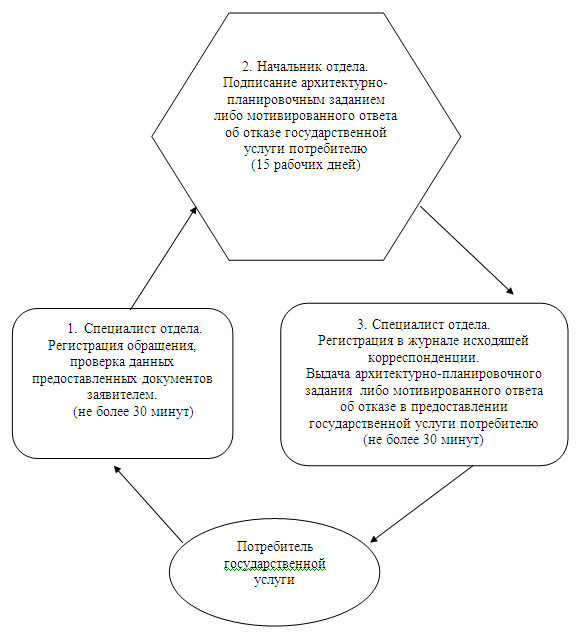 2. Начальник отдела.
Подписание архитектурно-
планировочным заданием
либо мотивированного ответа
об отказе государственной
услуги потребителю
(15 рабочих дней)
1. Специалист отдела.
Регистрация обращения,
проверка данных
предоставленных документов
заявителем.
(не более 30 минут)
3. Специалист отдела.
Регистрация в журнале исходящей
корреспонденции.
Выдача архитектурно-планировочного
задания либо мотивированного ответа
об отказе в предоставлении
государственной услуги потребителю
(не более 30 минут)
Потребитель
государственной
услуги